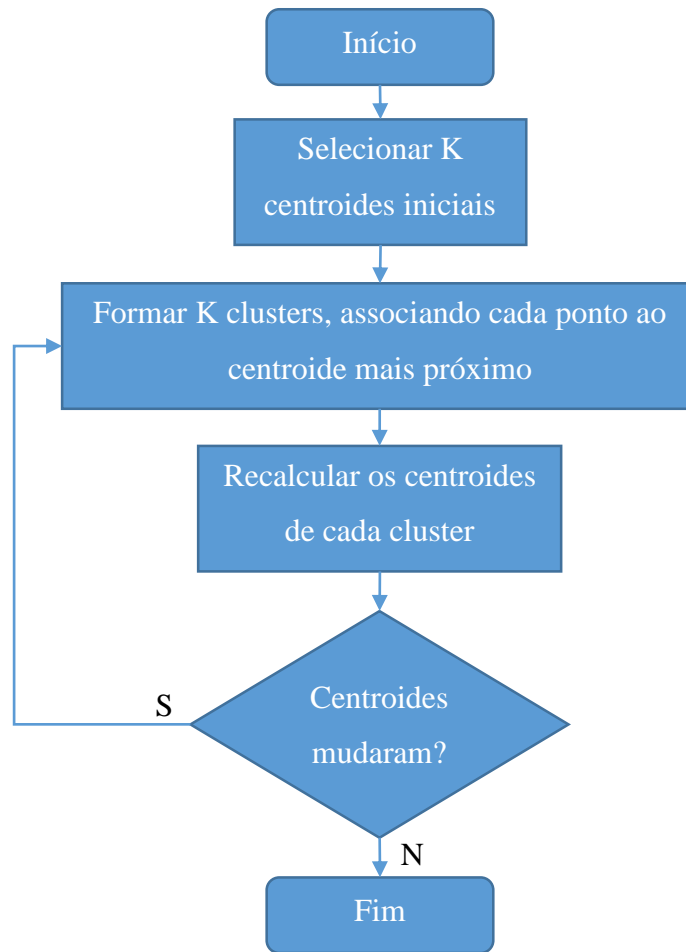 Início
Selecionar K
centroides iniciais
Formar K clusters, associando cada ponto ao
centroide mais próximo
Recalcular os centroides
de cada cluster
S
Centroides
mudaram?
N
Fim